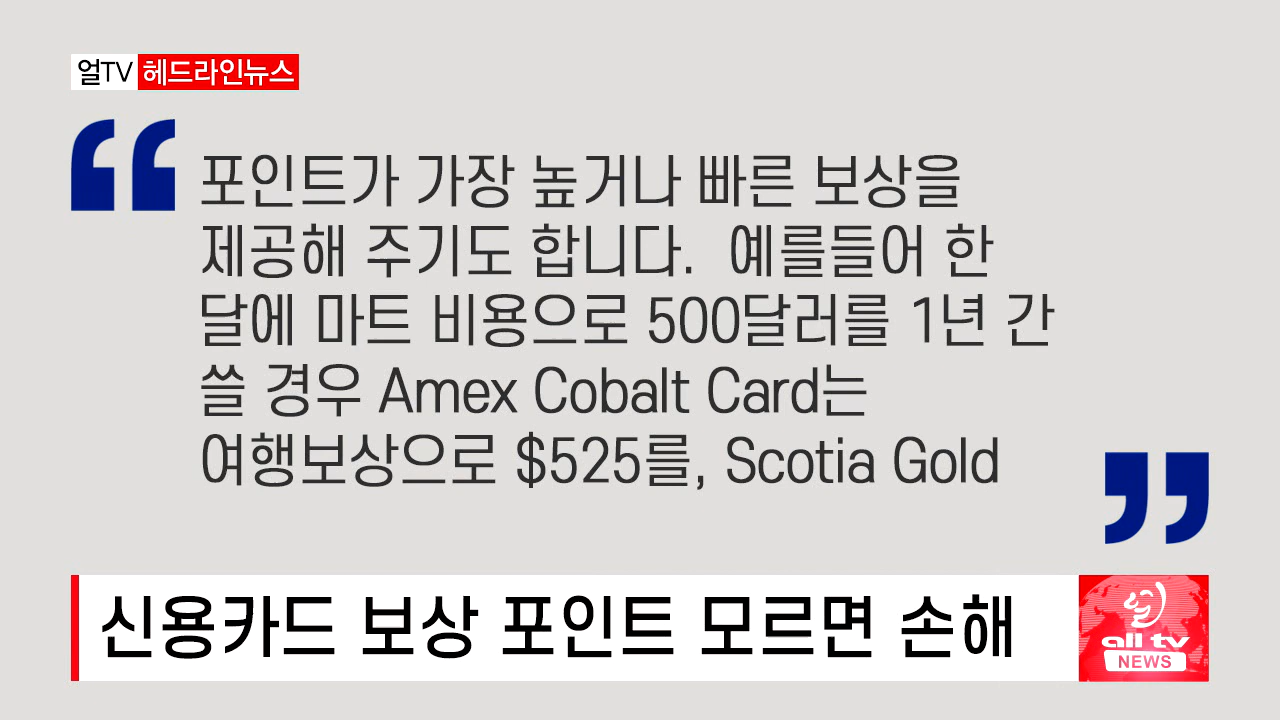 얼TV 헤드라인뉴스
포인트가 가장 높거나 빠른 보상을
제공해 주기도 합니다. 예를들어 한
달에 마트 비용으로 500달러를 1년 간
쓸 경우 Amex Cobalt Card는
여행보상으로 $525를, Scotia Gold
신용카드 보상 포인트 모르면 손해
all tv
NEWS